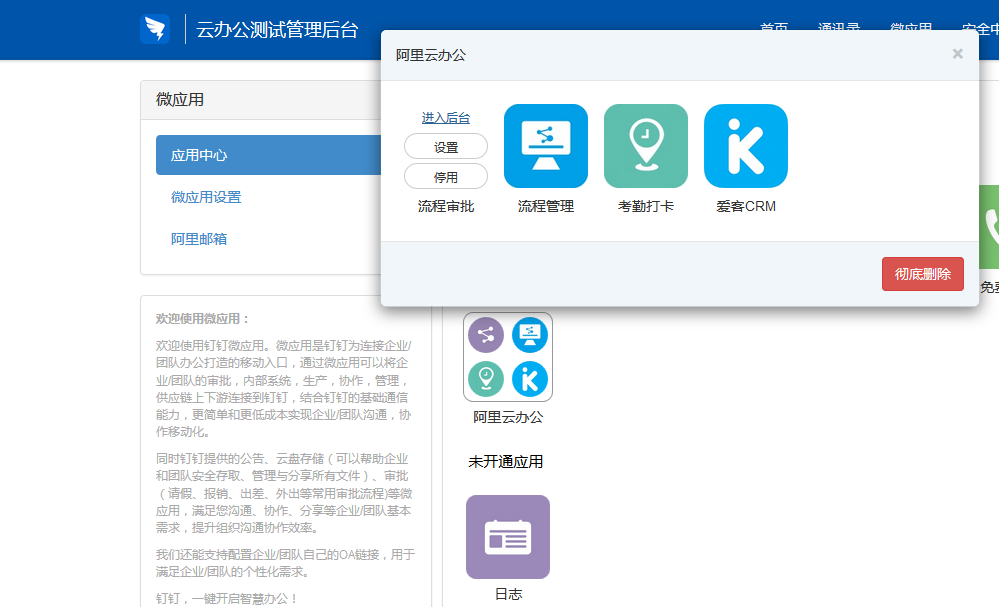 云办公测试管理后台
首页 通讯录 微应用
阿里云办公
×
微应用
应用中心
微应用设置
阿里邮箱
进入后台
设置
停用
流程审批
流程管理
考勤打卡
爱客CRM
彻底删除
欢迎使用微应用：
欢迎使用钉钉微应用。微应用是钉钉为连接企业/
团队办公打造的移动入口，通过微应用可以将企
业/团队的审批，内部系统，生产，协作，管理，
供应链上下游连接到钉钉，结合钉钉的基础通信
能力，更简单和更低成本实现企业/团队沟通，协
作移动化。
同时钉钉提供的公告、云盘存储（可以帮助企业
和团队安全存取、管理与分享所有文件）、审批
（请假、报销、出差、外出等常用审批流程)等微
应用，满足您沟通、协作、分享等企业/团队基本
需求，提升组织沟通协作效率。
我们还能支持配置企业/团队自己的OA链接，用于
满足企业/团队的个性化需求。
钉钉，一键开启智慧办公！
阿里云办公
未开通应用
日志